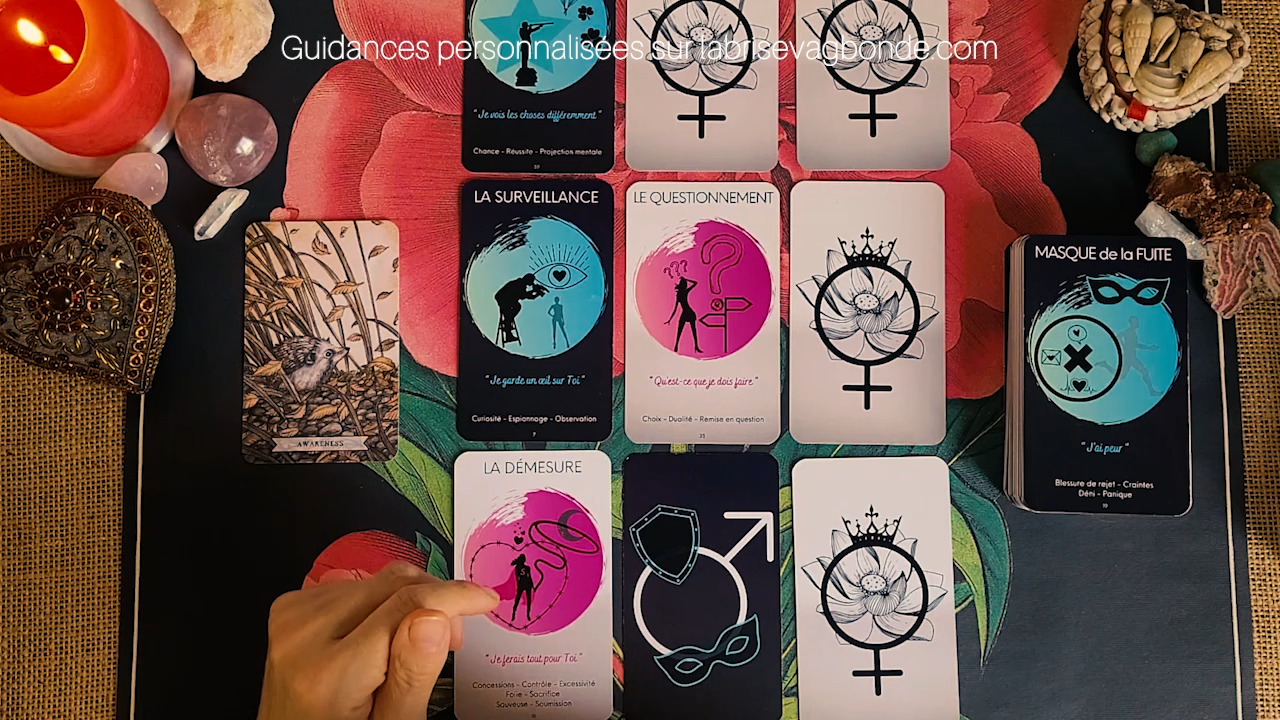 Guidances personnalisées sur labrisevagbonde.com
"Je vois les choses différemment"
Chance - Réussite - Projection mentale
LA SURVEILLANCE
"Je garde un œil sur Toi"
Curiosité - Espionnage - Observation
7
LE QUESTIONNEMENT
"Qu'est-ce que je dois faire"
Choix - Dualité - Remise en question
AWARENESS
MASQUE de la FUITE
"J'ai peur"
Blessure de rejet - Craintes
Déni - Panique
LA DÉMESURE
"Je ferais tout pour Toi"
Concessions - Contrôle - Excessivité
Folie - Sacrifice
Sauveuse - Soumission